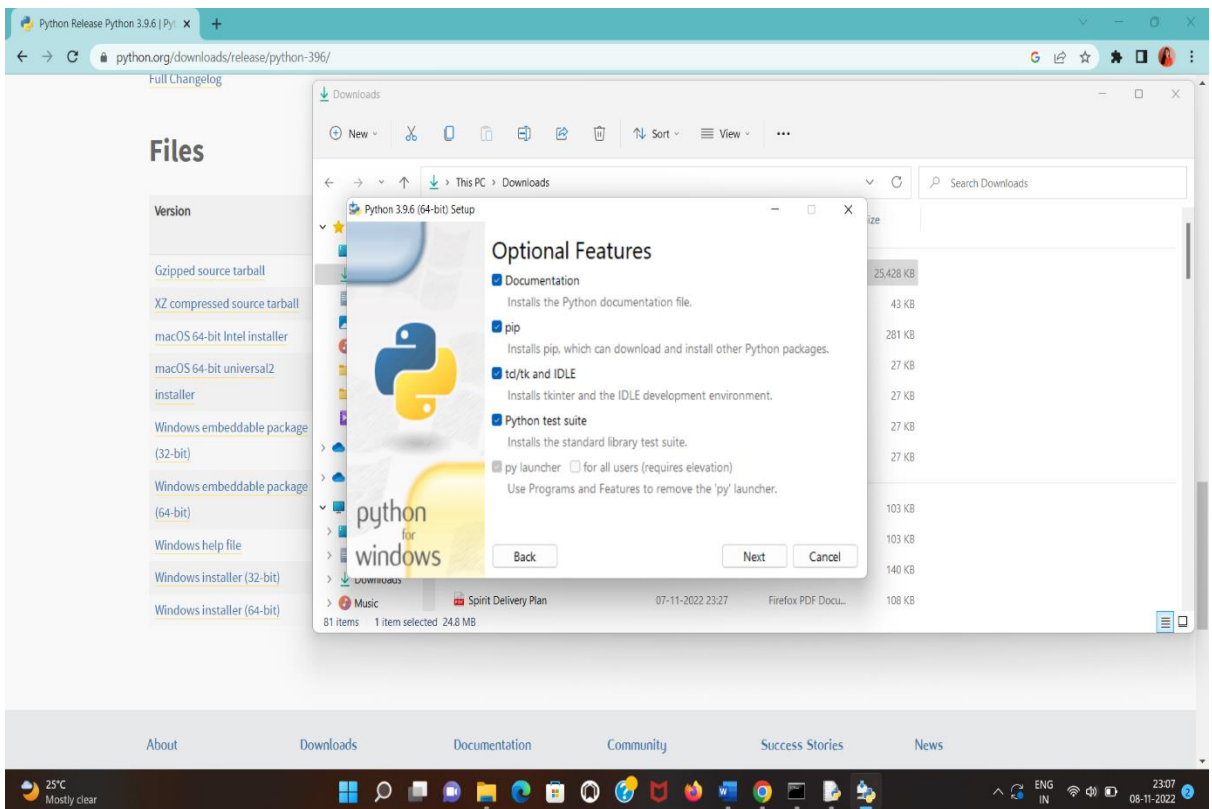 Python Release Python 3.9.6 | Pyt
python.org/downloads/release/python-396/
Full Changelog
Files
Version
Gzipped source tarball
XZ compressed source tarball
macOS 64-bit Intel installer
macOS 64-bit universal2
installer
Windows embeddable package
(32-bit)
Windows embeddable package
(64-bit)
Windows help file
Windows installer (32-bit)
Windows installer (64-bit)
Downloads
New
Sort
View
This PC > Downloads
Search Downloads
ize
25,428 KB
43 KB
281 KB
27 KB
27 KB
27 KB
27 KB
103 KB
103 KB
140 KB
Downloads
Music
Spirit Delivery Plan 07-11-2022 23:27 Firefox PDF Docu... 108 KB
81 items 1 item selected 24.8 MB
Python 3.9.6 (64-bit) Setup
Optional Features
Documentation
Installs the Python documentation file.
pip
Installs pip, which can download and install other Python packages.
tcl/tk and IDLE
Installs tkinter and the IDLE development environment.
Python test suite
Installs the standard library test suite.
py launcher for all users (requires elevation)
Use Programs and Features to remove the 'py' launcher.
python
for
windows
Back Next Cancel
About Downloads Documentation Community Success Stories News
25°C
Mostly clear
ENG
IN
23:07
08-11-2022
2